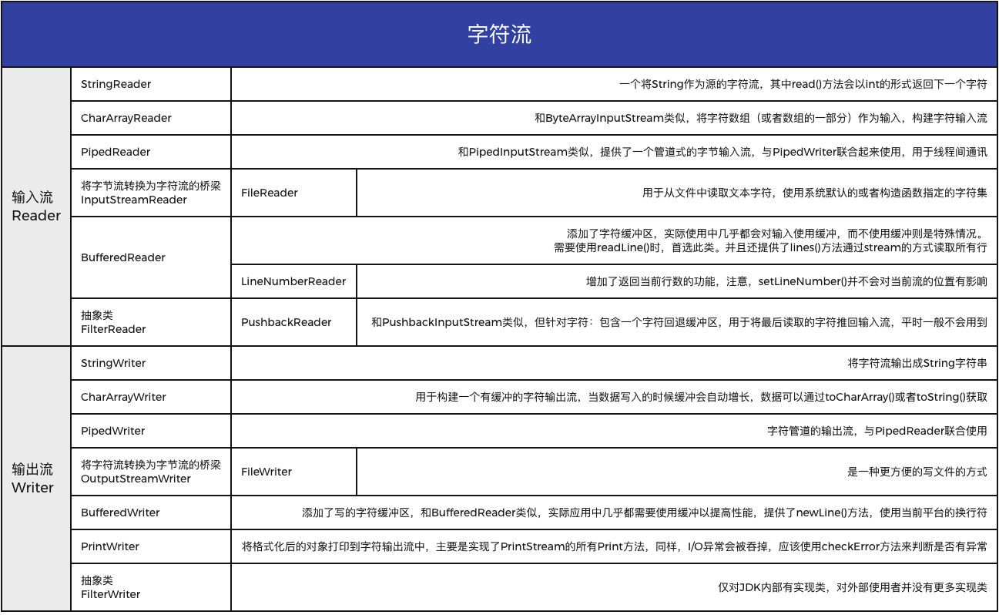 字符流
输入流
Reader
StringReader
一个将String作为源的字符流，其中read()方法会以int的形式返回下一个字符
CharArrayReader
和ByteArrayInputStream类似，将字符数组（或者数组的一部分）作为输入，构建字符输入流
PipedReader
和PipedInputStream类似，提供了一个管道式的字节输入流，与PipedWriter联合起来使用，用于线程间通讯
将字节流转换为字符流的桥梁
InputStreamReader
FileReader
用于从文件中读取文本字符，使用系统默认的或者构造函数指定的字符集
BufferedReader
添加了字符缓冲区，实际使用中几乎都会对输入使用缓冲，而不使用缓冲则是特殊情况。
需要使用readLine()时，首选此类。并且还提供了lines()方法通过stream的方式读取所有行
LineNumberReader
增加了返回当前行数的功能，注意，setLineNumber()并不会对当前流的位置有影响
抽象类
FilterReader
PushbackReader
和PushbackInputStream类似，但针对字符：包含一个字符回退缓冲区，用于将最后读取的字符推回输入流，平时一般不会用到
输出流
Writer
StringWriter
将字符流输出成String字符串
CharArrayWriter
用于构建一个有缓冲的字符输出流，当数据写入的时候缓冲会自动增长，数据可以通过toCharArray()或者toString()获取
PipedWriter
字符管道的输出流，与PipedReader联合使用
将字符流转换为字节流的桥梁
OutputStreamWriter
FileWriter
是一种更方便的写文件的方式
BufferedWriter
添加了写的字符缓冲区，和BufferedReader类似，实际应用中几乎都需要使用缓冲以提高性能，提供了newLine()方法，使用当前平台的换行符
PrintWriter
将格式化后的对象打印到字符输出流中，主要是实现了PrintStream的所有Print方法，同样，I/O异常会被吞掉，应该使用checkError方法来判断是否有异常
抽象类
FilterWriter
仅对JDK内部有实现类，对外部使用者并没有更多实现类